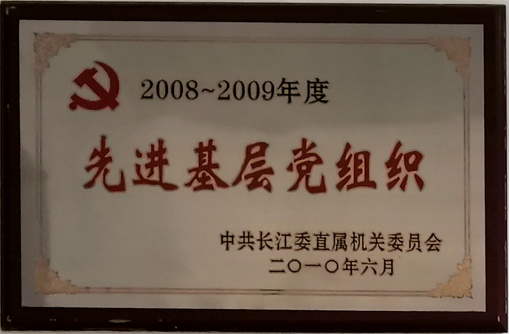 2008~2009年度
先进基层党组织
中共长江委直属机关委员会
二〇一〇年六月